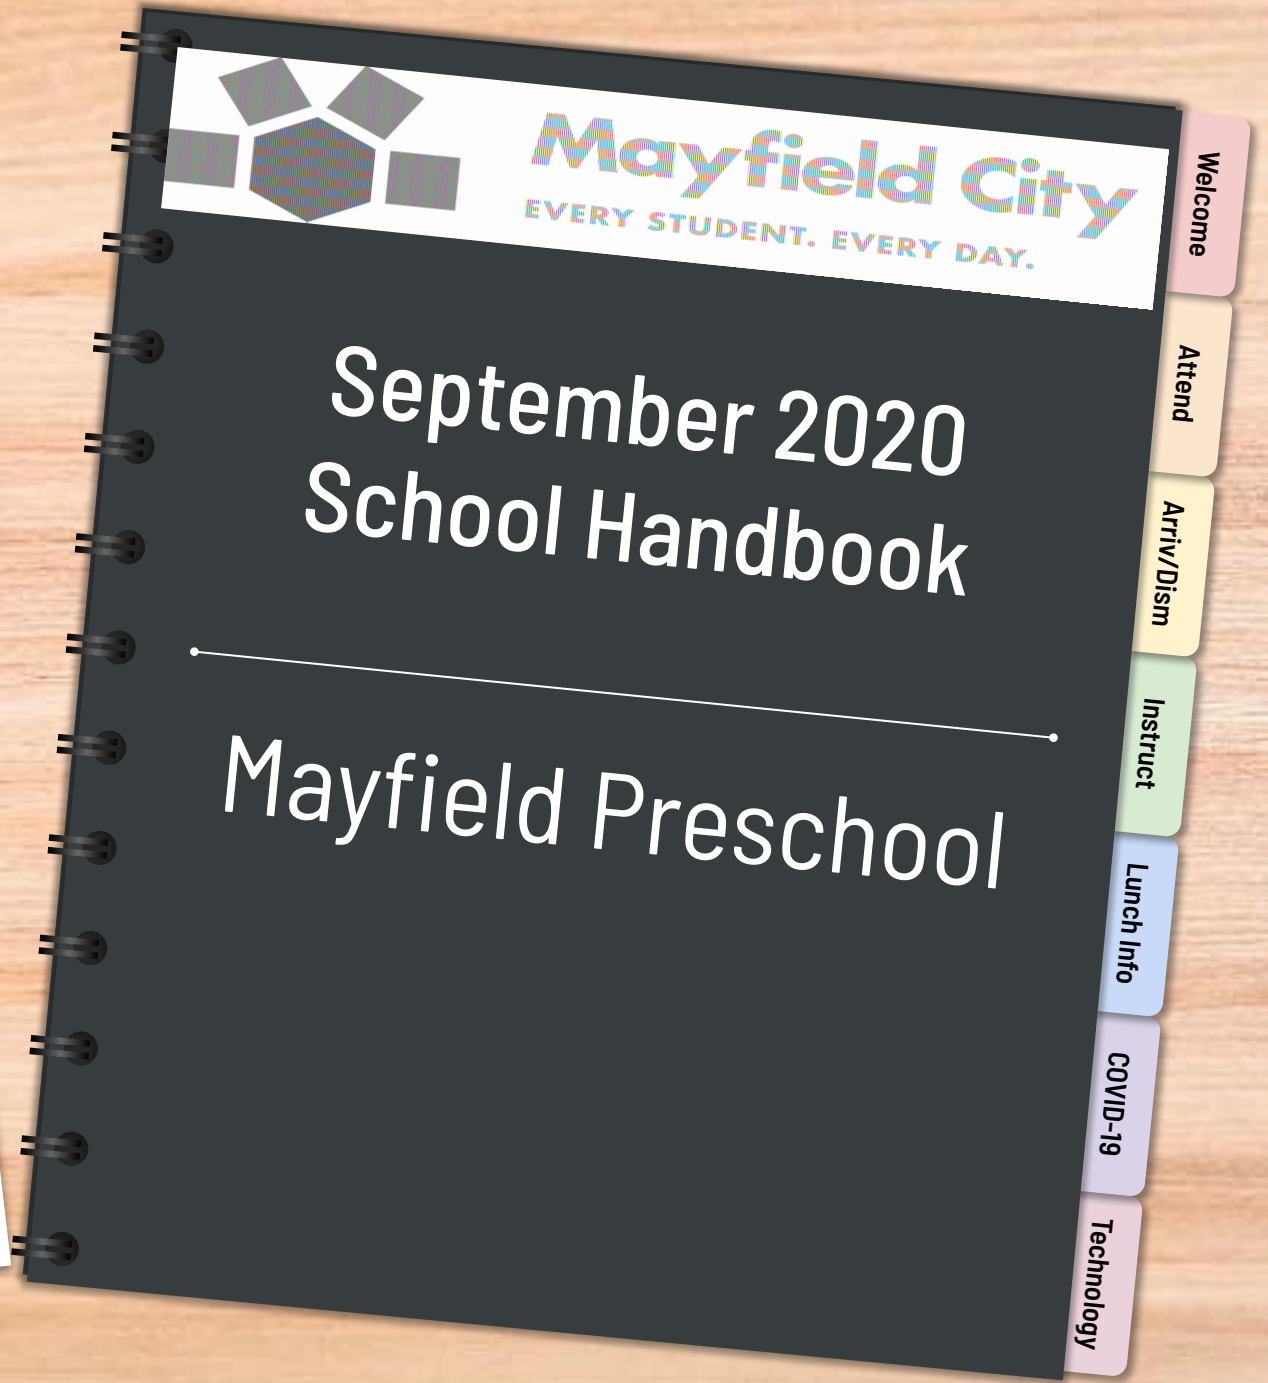 Mayfield City
EVERY STUDENT. EVERY DAY.
September 2020
School Handbook
Mayfield Preschool
Welcome
Attend
Arriv/Dism
Instruct
Lunch Info
COVID-19
Technology